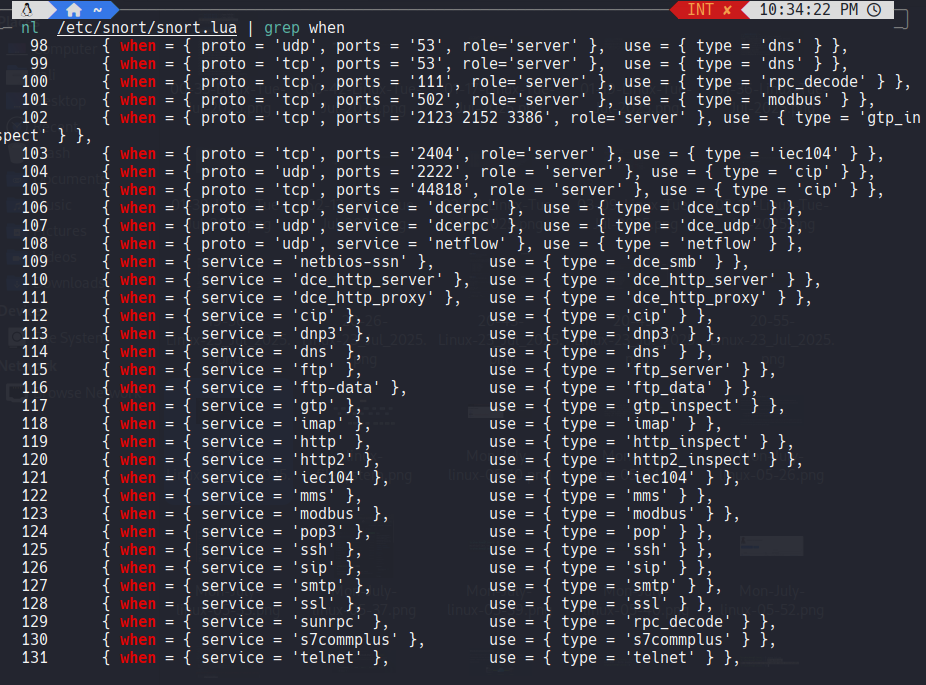 ~ INT ✘ 10:34:22 PM
nl /etc/snort/snort.lua | grep when
98 { when = { proto = 'udp', ports = '53', role='server' }, use = { type = 'dns' } },
99 { when = { proto = 'tcp', ports = '53', role='server' }, use = { type = 'dns' } },
100 { when = { proto = 'tcp', ports = '111', role='server' }, use = { type = 'rpc_decode' } },
101 { when = { proto = 'tcp', ports = '502', role='server' }, use = { type = 'modbus' } },
102 { when = { proto = 'tcp', ports = '2123 2152 3386', role='server' }, use = { type = 'gtp_in
spect' } },
103 { when = { proto = 'tcp', ports = '2404', role='server' }, use = { type = 'iec104' } },
104 { when = { proto = 'udp', ports = '2222', role = 'server' }, use = { type = 'cip' } },
105 { when = { proto = 'tcp', ports = '44818', role = 'server' }, use = { type = 'cip' } },
106 { when = { proto = 'tcp', service = 'dcerpc' }, use = { type = 'dce_tcp' } },
107 { when = { proto = 'udp', service = 'dcerpc' }, use = { type = 'dce_udp' } },
108 { when = { proto = 'udp', service = 'netflow' }, use = { type = 'netflow' } },
109 { when = { service = 'netbios-ssn' }, use = { type = 'dce_smb' } },
110 { when = { service = 'dce_http_server' }, use = { type = 'dce_http_server' } },
111 { when = { service = 'dce_http_proxy' }, use = { type = 'dce_http_proxy' } },
112 { when = { service = 'cip' }, use = { type = 'cip' } },
113 { when = { service = 'dnp3' }, use = { type = 'dnp3' } },
114 { when = { service = 'dns' }, use = { type = 'dns' } },
115 { when = { service = 'ftp' }, use = { type = 'ftp_server' } },
116 { when = { service = 'ftp-data' }, use = { type = 'ftp_data' } },
117 { when = { service = 'gtp' }, use = { type = 'gtp_inspect' } },
118 { when = { service = 'imap' }, use = { type = 'imap' } },
119 { when = { service = 'http' }, use = { type = 'http_inspect' } },
120 { when = { service = 'http2' }, use = { type = 'http2_inspect' } },
121 { when = { service = 'iec104' }, use = { type = 'iec104' } },
122 { when = { service = 'mms' }, use = { type = 'mms' } },
123 { when = { service = 'modbus' }, use = { type = 'modbus' } },
124 { when = { service = 'pop3' }, use = { type = 'pop' } },
125 { when = { service = 'ssh' }, use = { type = 'ssh' } },
126 { when = { service = 'sip' }, use = { type = 'sip' } },
127 { when = { service = 'smtp' }, use = { type = 'smtp' } },
128 { when = { service = 'ssl' }, use = { type = 'ssl' } },
129 { when = { service = 'sunrpc' }, use = { type = 'rpc_decode' } },
130 { when = { service = 's7commplus' }, use = { type = 's7commplus' } },
131 { when = { service = 'telnet' }, use = { type = 'telnet' } },